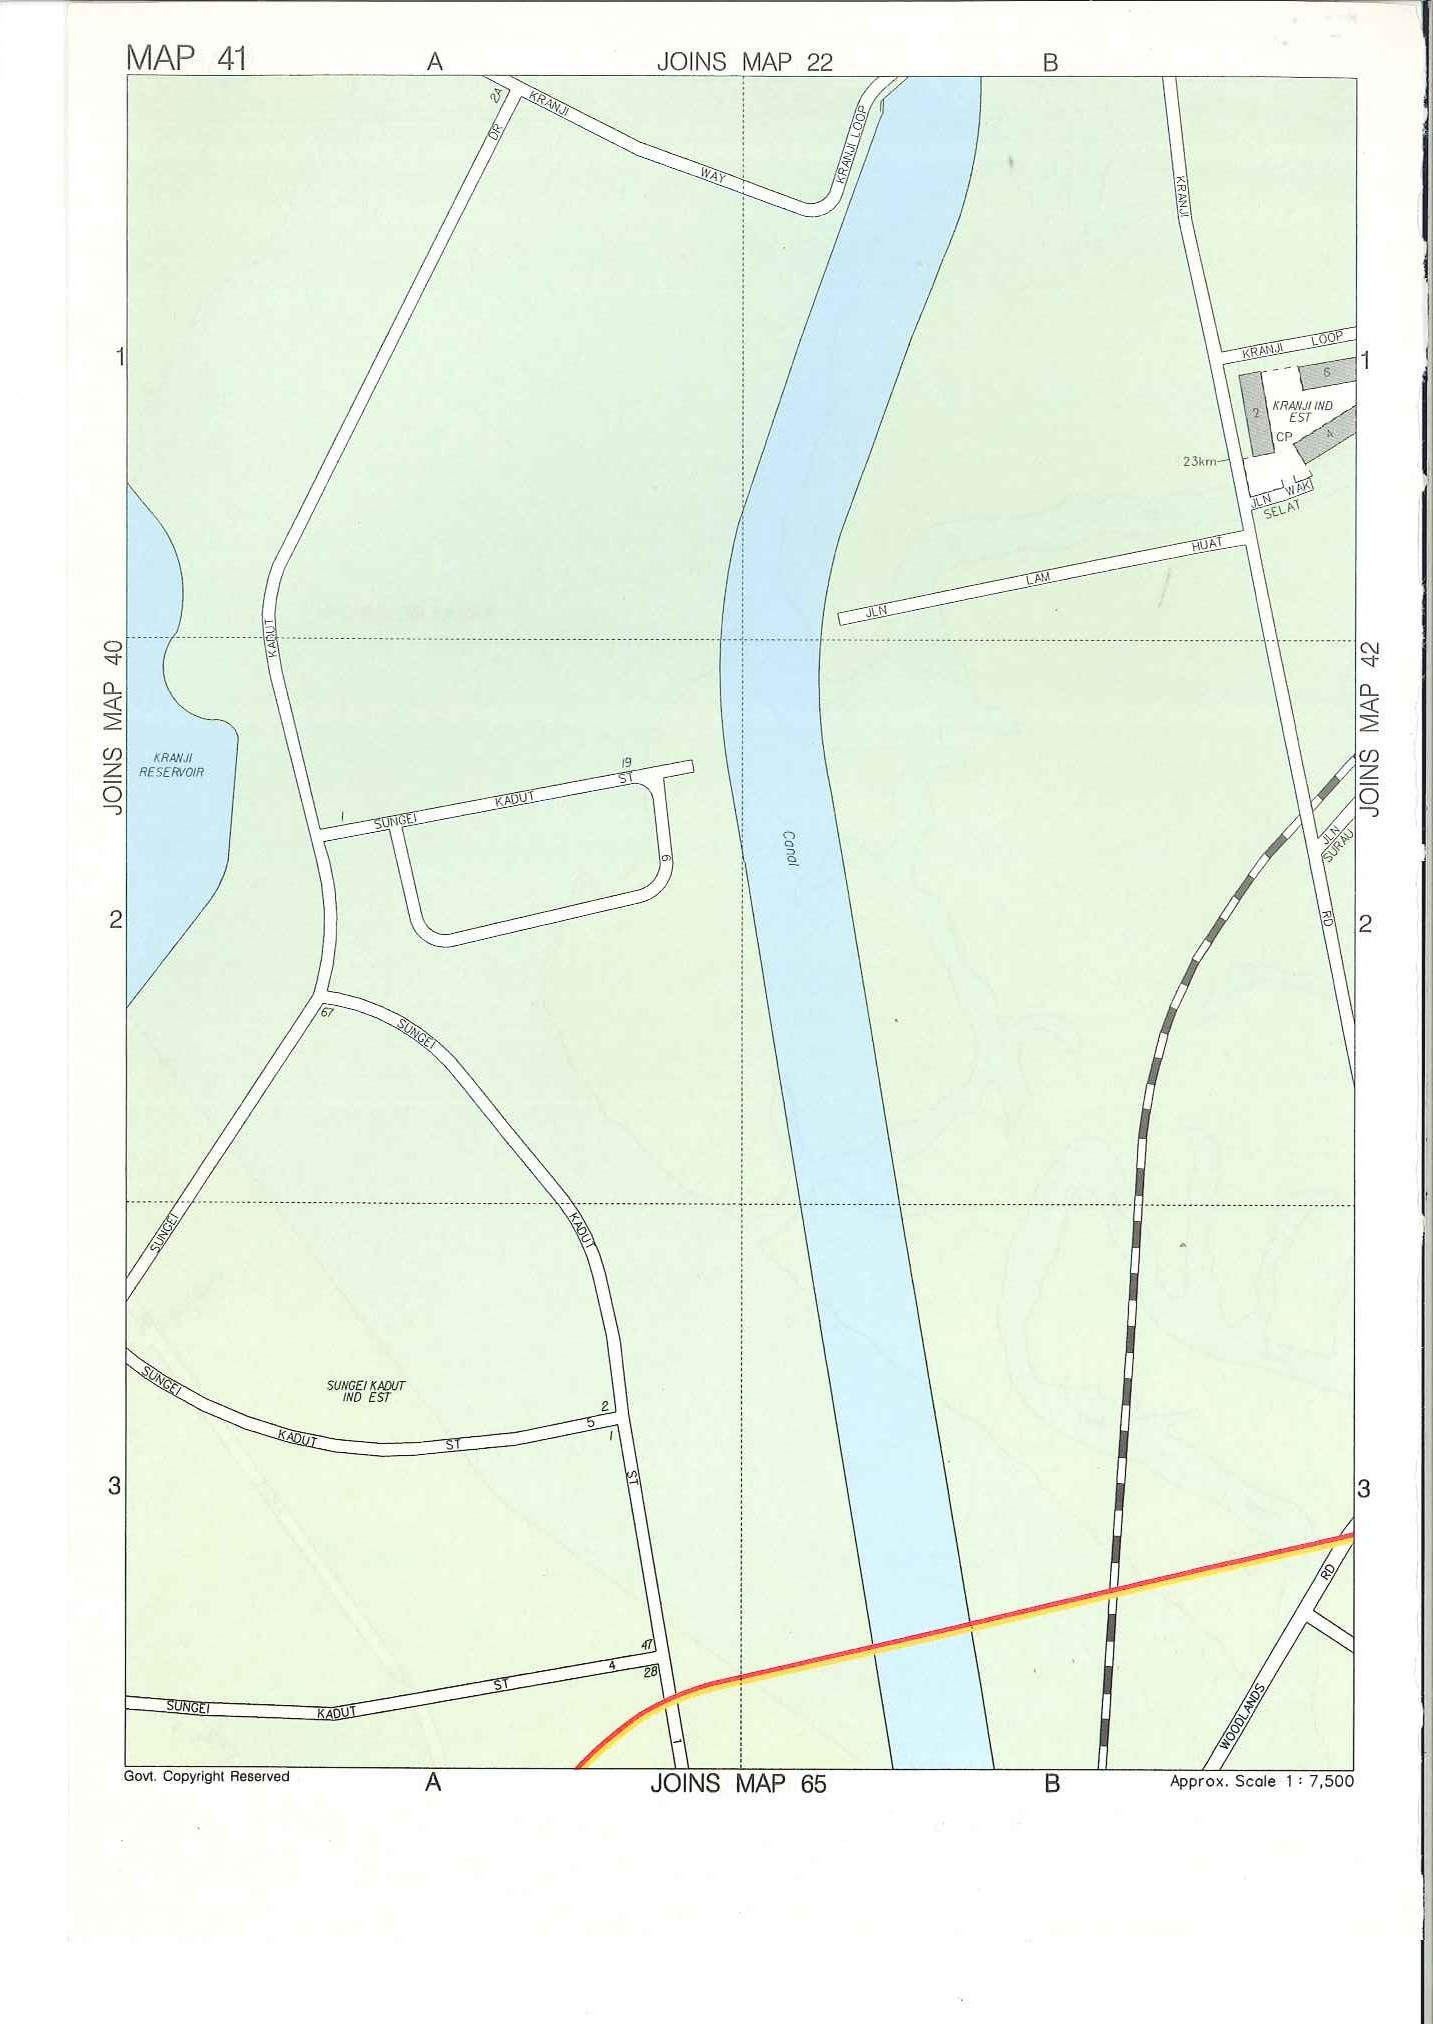 MAP 41
A
JOINS MAP 22
B
2A
KRANJI
WAY
KRANJI LOOP
DR
KRANJI
1
1
KRANJI LOOP
6
2
KRANJI IND
EST
4
CP
23km
JLN WAK
SELAT
JLN LAM HUAT
KADUT
JOINS MAP 40
JOINS MAP 42
KRANJI
RESERVOIR
19
1
SUNGEI KADUT ST
6
Canal
JLN
SURAU
2
2
RD
67
SUNGEI
KADUT
SUNGEI
SUNGEI KADUT
IND EST
SUNGEI KADUT ST 5
2
1
ST
3
3
RD
WOODLANDS
47
SUNGEI KADUT ST 4
28
1
Govt. Copyright Reserved
A
JOINS MAP 65
B
Approx. Scale 1 : 7,500